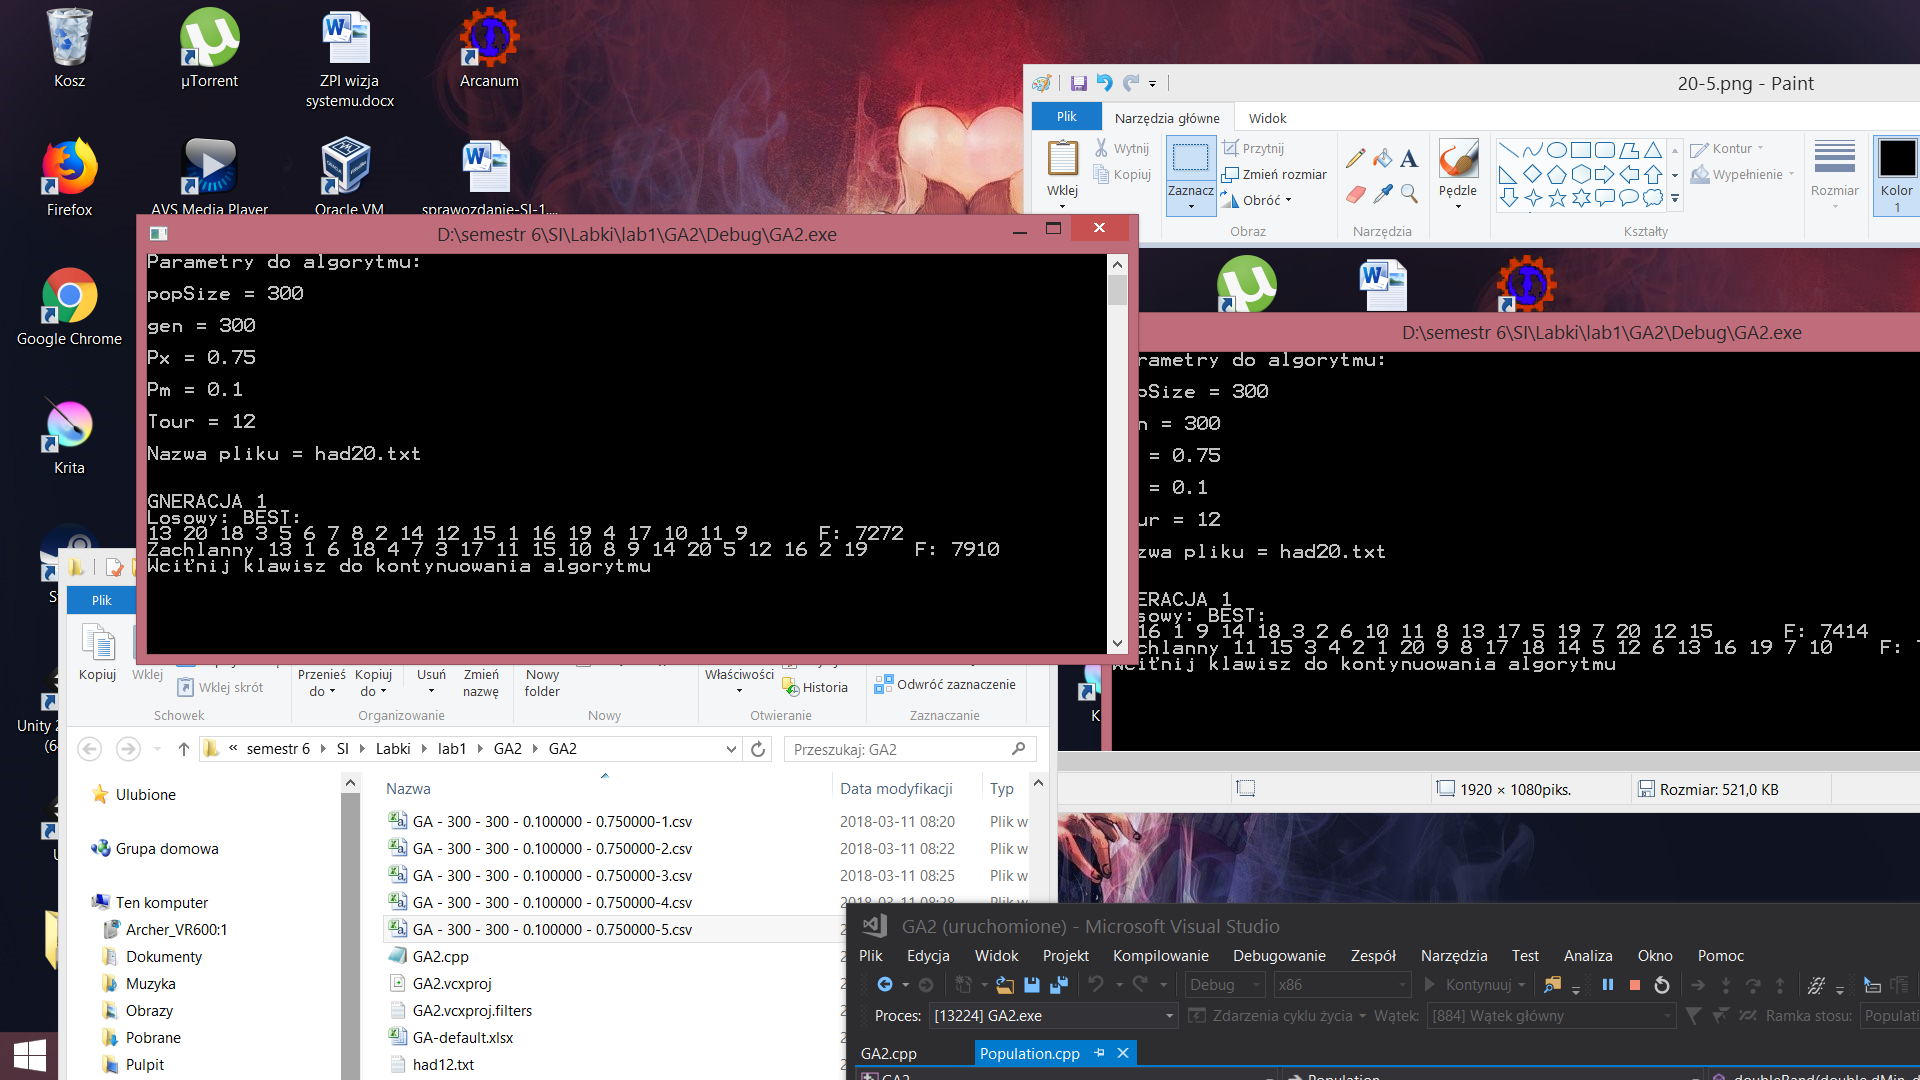 Kosz
µTorrent
ZPI wizja
systemu.docx
Arcanum
Firefox
AVS Media Player
Oracle VM
sprawozdanie-SI-1....
Google Chrome
Krita
20-5.png - Paint
Plik
Narzędzia główne
Widok
Wklej
Wytnij
Kopiuj
Zaznacz
Przytnij
Zmień rozmiar
Obróć
Pędzle
Kontur
Wypełnienie
Rozmiar
Kolor
1
Obraz
Narzędzia
Kształty
D:\semestr 6\SI\Labki\lab1\GA2\Debug\GA2.exe
Parametry do algorytmu:
popSize = 300
gen = 300
Px = 0.75
Pm = 0.1
Tour = 12
Nazwa pliku = had20.txt
GNERACJA 1
Losowy: BEST:
13 20 18 3 5 6 7 8 2 14 12 15 1 16 19 4 17 10 11 9 F: 7272
Zachlanny 13 1 6 18 4 7 3 17 11 15 10 8 9 14 20 5 12 16 2 19 F: 7910
Wciťnij klawisz do kontynuowania algorytmu
D:\semestr 6\SI\Labki\lab1\GA2\Debug\GA2.exe
rametry do algorytmu:
pSize = 300
n = 300
= 0.75
= 0.1
ur = 12
zwa pliku = had20.txt
ERACJA 1
sowy: BEST:
16 1 9 14 18 3 2 6 10 11 8 13 17 5 19 7 20 12 15 F: 7414
chlanny 11 15 3 4 2 1 20 9 8 17 18 14 5 12 6 13 16 19 7 10 F:
Wciťnij klawisz do kontynuowania algorytmu
K
1920 × 1080piks.
Rozmiar: 521,0 KB
Plik
Kopiuj
Wklej
Wklej skrót
Przenieś
do
Kopiuj
do
Usuń
Zmień
nazwę
Nowy
folder
Właściwości
Historia
Odwróć zaznaczenie
Schowek
Organizowanie
Nowy
Otwieranie
Zaznaczanie
« semestr 6 SI Labki lab1 GA2 GA2
Przeszukaj: GA2
Ulubione
Grupa domowa
Ten komputer
Archer_VR600:1
Dokumenty
Muzyka
Obrazy
Pobrane
Pulpit
Nazwa Data modyfikacji Typ
GA - 300 - 300 - 0.100000 - 0.750000-1.csv 2018-03-11 08:20 Plik w
GA - 300 - 300 - 0.100000 - 0.750000-2.csv 2018-03-11 08:22 Plik w
GA - 300 - 300 - 0.100000 - 0.750000-3.csv 2018-03-11 08:25 Plik w
GA - 300 - 300 - 0.100000 - 0.750000-4.csv 2018-03-11 08:28 Plik w
GA - 300 - 300 - 0.100000 - 0.750000-5.csv
GA2.cpp
GA2.vcxproj
GA2.vcxproj.filters
GA-default.xlsx
had12.txt
Unity
GA2 (uruchomione) - Microsoft Visual Studio
Plik Edycja Widok Projekt Kompilowanie Debugowanie Zespół Narzędzia Test Analiza Okno Pomoc
Debug x86 Kontynuuj
Proces: [13224] GA2.exe Zdarzenia cyklu życia Wątek: [884] Wątek główny Ramka stosu: Populati
GA2.cpp Population.cpp
GA2 Population